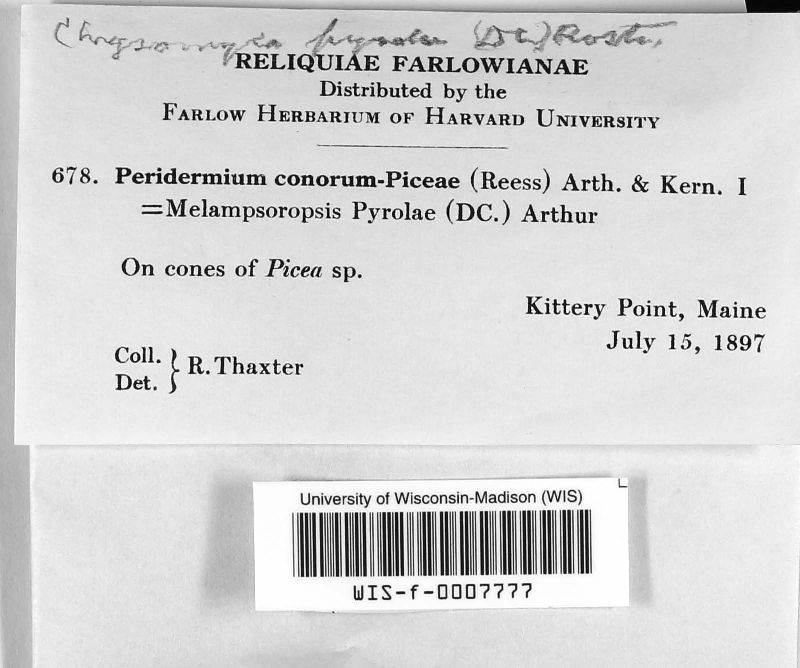 Chrysomyxa pyrolae (DC.) Rostr.
RELIQUIAE FARLOWIANAE
Distributed by the
FARLOW HERBARIUM OF HARVARD UNIVERSITY
678. Peridermium conorum-Piceae (Reess) Arth. & Kern. I
=Melampsoropsis Pyrolae (DC.) Arthur
On cones of Picea sp.
Kittery Point, Maine
July 15, 1897
Coll.
Det. } R. Thaxter
University of Wisconsin-Madison (WIS)
WIS-f-0007777